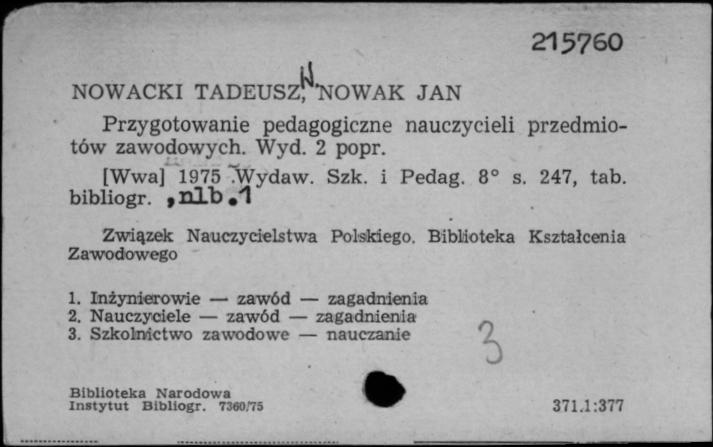 215760
NOWACKI TADEUSZ, N. NOWAK JAN
Przygotowanie pedagogiczne nauczycieli przedmio-
tów zawodowych. Wyd. 2 popr.
[Wwa] 1975 Wydaw. Szk. i Pedag. 8° s. 247, tab.
bibliogr. , nlb. 1
Związek Nauczycielstwa Polskiego. Biblioteka Kształcenia
Zawodowego
1. Inżynierowie — zawód — zagadnienia
2. Nauczyciele — zawód — zagadnienia
3. Szkolnictwo zawodowe — nauczanie
3
Biblioteka Narodowa
Instytut Bibliogr. 7360/75
371.1:377